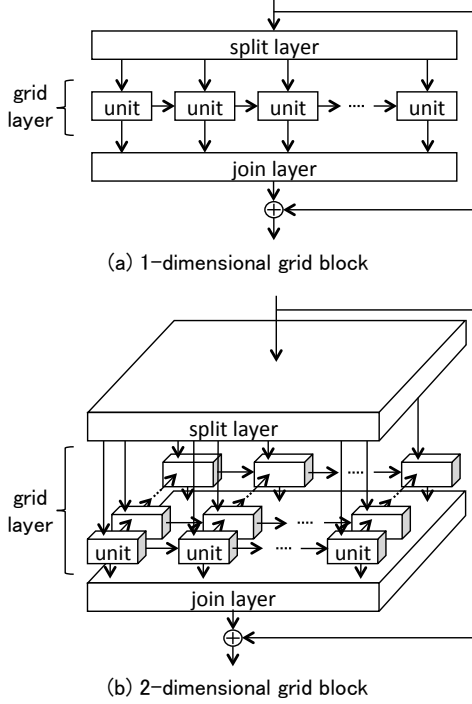 split layer
grid
layer
unit unit unit ···· unit
join layer
+
(a) 1-dimensional grid block
split layer
grid
layer
····
····
unit unit ···· unit
join layer
+
(b) 2-dimensional grid block